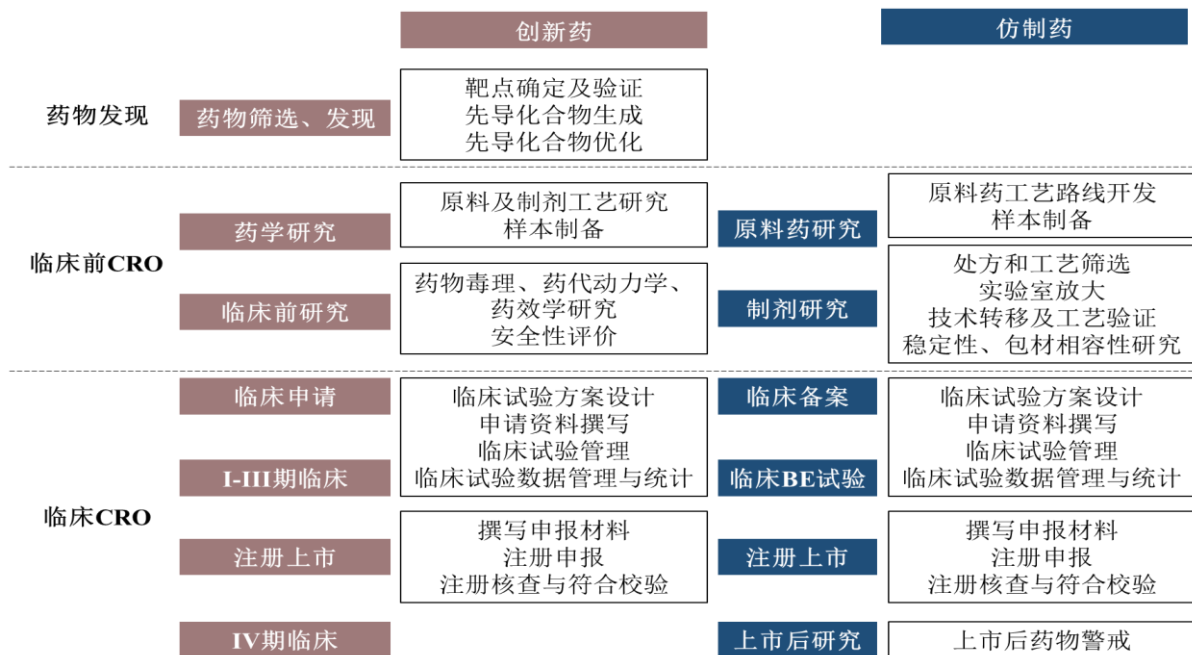 创新药
仿制药
药物发现
药物筛选、发现
靶点确定及验证
先导化合物生成
先导化合物优化
临床前CRO
药学研究
原料及制剂工艺研究
样本制备
原料药研究
原料药工艺路线开发
样本制备
临床前研究
药物毒理、药代动力学、
药效学研究
安全性评价
制剂研究
处方和工艺筛选
实验室放大
技术转移及工艺验证
稳定性、包材相容性研究
临床CRO
临床申请
I-III期临床
临床试验方案设计
申请资料撰写
临床试验管理
临床试验数据管理与统计
临床备案
临床BE试验
临床试验方案设计
申请资料撰写
临床试验管理
临床试验数据管理与统计
注册上市
撰写申报材料
注册申报
注册核查与符合校验
注册上市
撰写申报材料
注册申报
注册核查与符合校验
IV期临床
上市后研究
上市后药物警戒